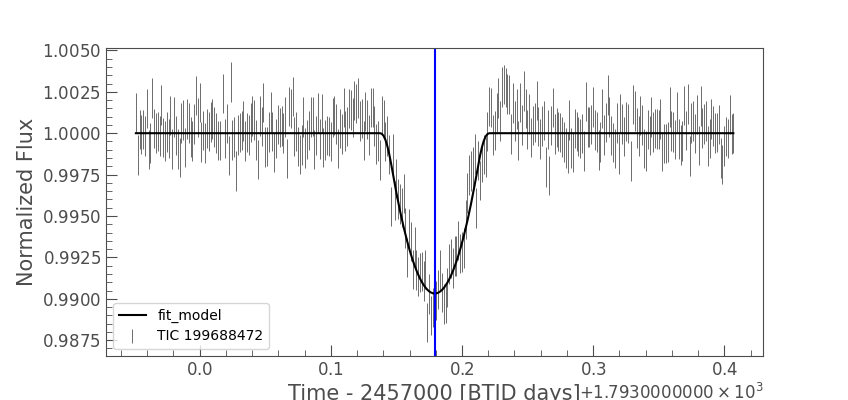 1.0050
1.0025
1.0000
0.9975
0.9950
0.9925
0.9900
0.9875
Normalized Flux
fit_model
TIC 199688472
0.0 0.1 0.2 0.3 0.4
Time - 2457000 [BTJD days]
+1.7930000000 × 10³